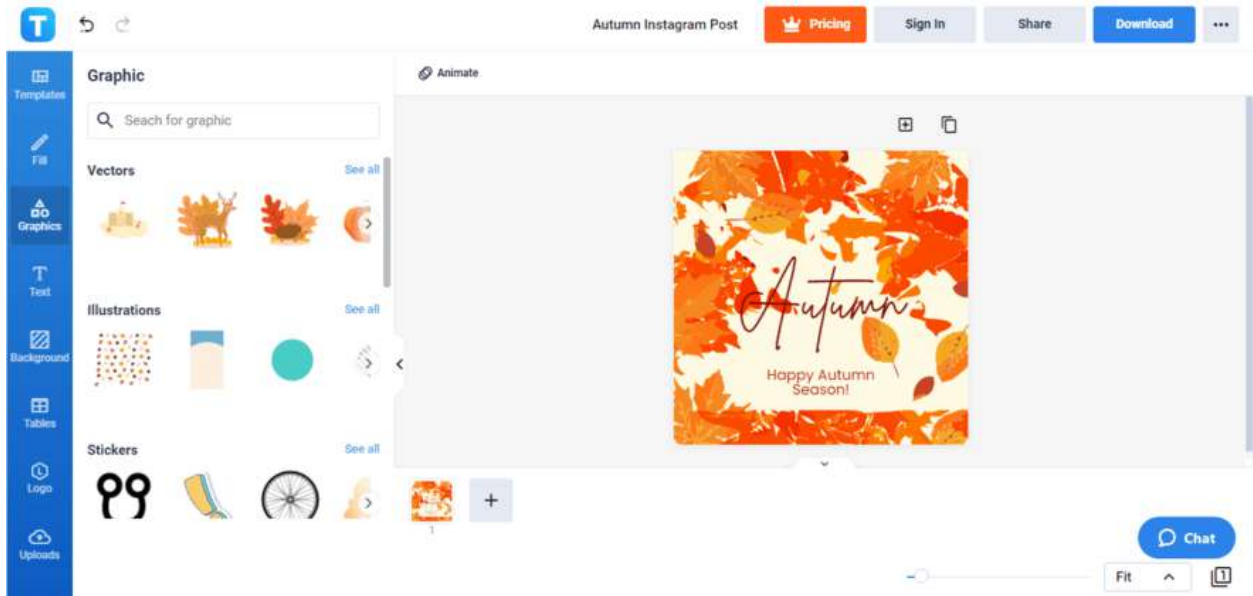 T
Autumn Instagram Post
Pricing
Sign In
Share
Download
Templates
Fill
Graphics
Text
Background
Tables
Logo
Uploads
Graphic
Seach for graphic
Vectors
See all
Illustrations
See all
Stickers
See all
Animate
Autumn
Happy Autumn
Season!
1
Chat
Fit
1